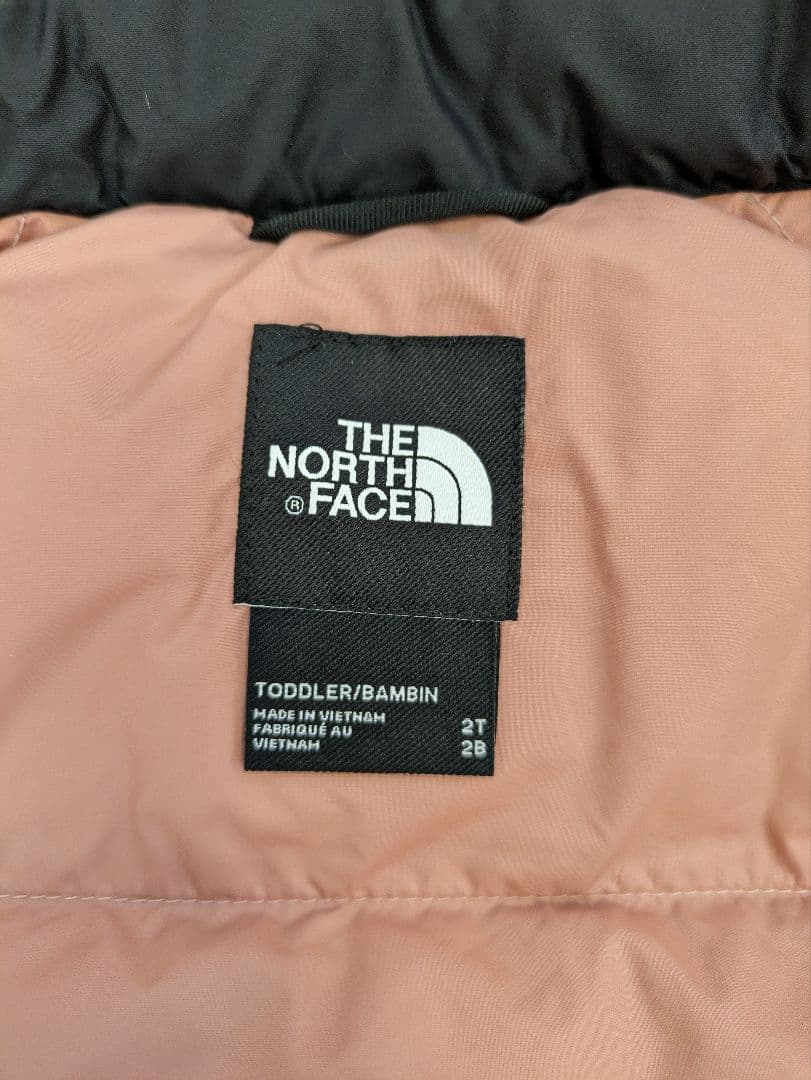 THE
NORTH
® FACE
TODDLER/BAMBIN
MADE IN VIETNAM
FABRIQUÉ AU
VIETNAM
2T
2B